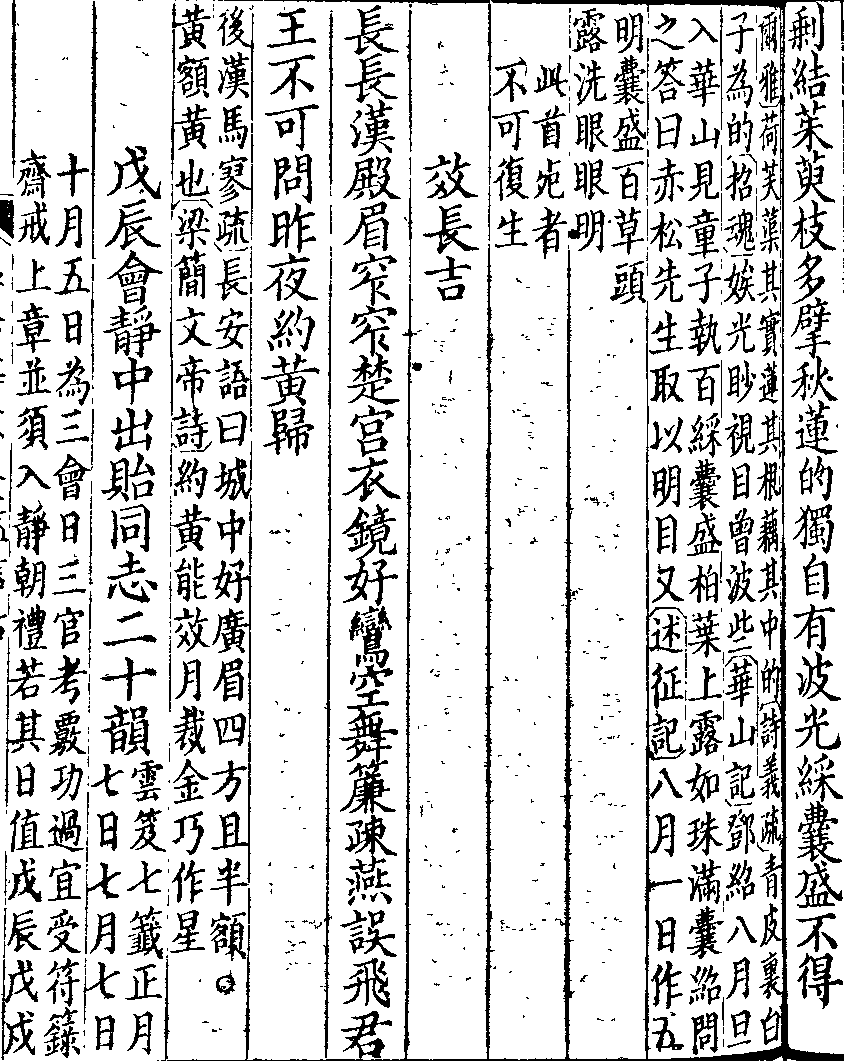 剩結茱萸枝多擘秋蓮的獨自有波光綵囊盛不得
爾雅荷芙蕖其實蓮其根藕其中的詩義疏青皮裏白
子為的招魂娭光眇視目曾波些華山記鄧紹八月旦
入華山見童子執百綵囊盛柏葉上露如珠滿囊紹問
之答曰赤松先生取以明目又述征記八月一日作五
明囊盛百草頭
露洗眼眼明
此首疤者
不可復生
效長吉
長長漢殿眉窄窄楚宮衣鏡好鸞空舞簾疎燕誤飛君
王不可問昨夜約黃歸
後漢馬廖疏長安語曰城中好廣眉四方且半額。
黃額黃也梁簡文帝詩約黃能效月裁金巧作星
戊辰會靜中出貽同志二十韻
雲笈七籤正月
七日七月七日
十月五日為三會日三官考覈功過宜受符籙
齋戒上章並須入靜朝禮若其日值戊辰戊戌